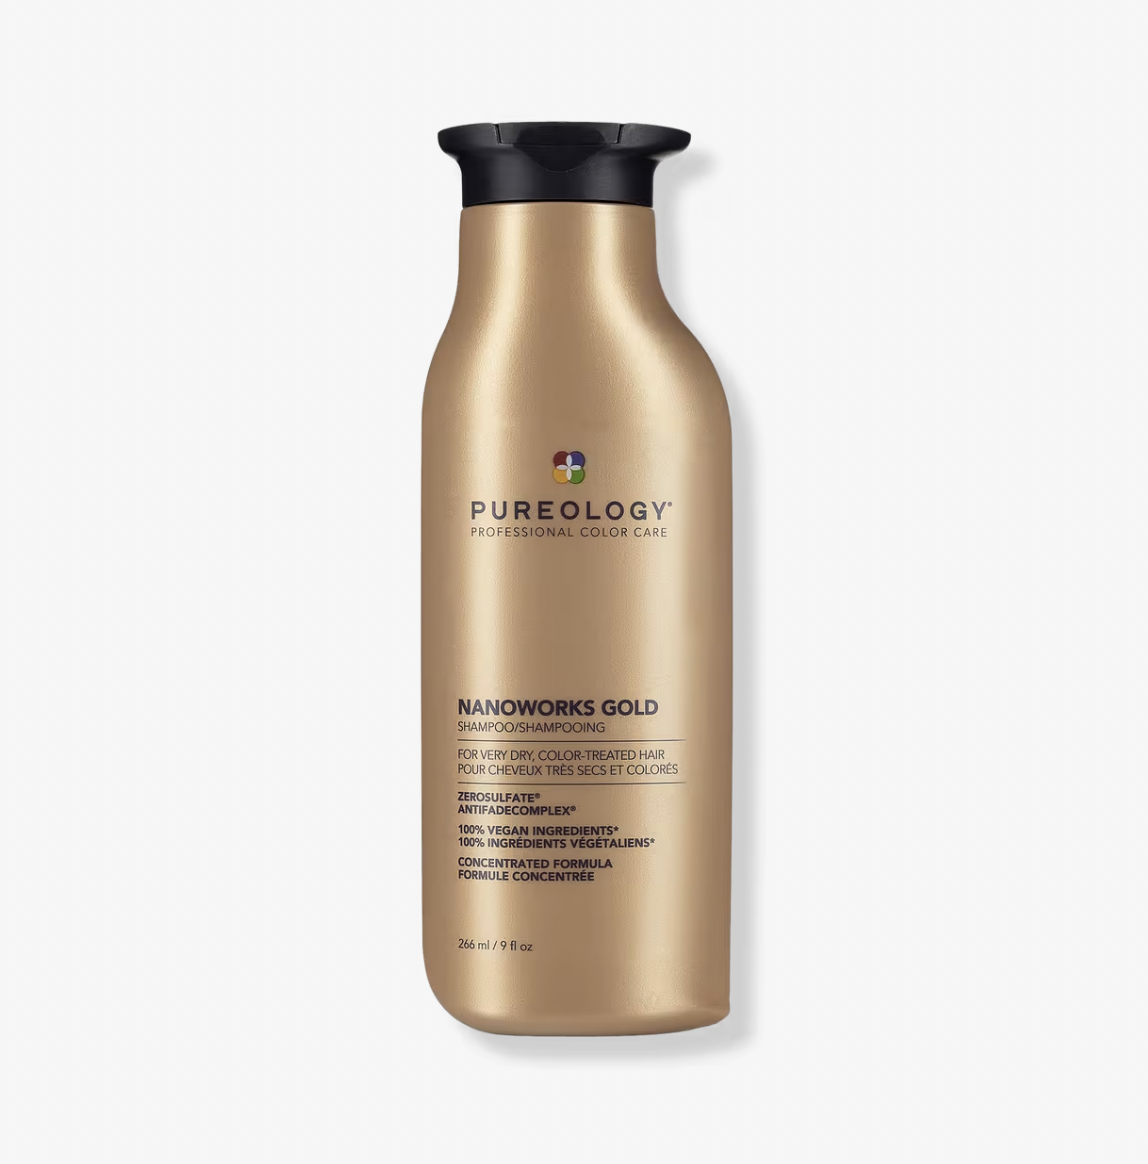 PUREOLOGY®
PROFESSIONAL COLOR CARE
NANOWORKS GOLD
SHAMPOO/SHAMPOOING
FOR VERY DRY, COLOR-TREATED HAIR
POUR CHEVEUX TRÈS SECS ET COLORÉS
ZEROSULFATE®
ANTIFADECOMPLEX®
100% VEGAN INGREDIENTS*
100% INGRÉDIENTS VÉGÉTALIENS*
CONCENTRATED FORMULA
FORMULE CONCENTRÉE
266 ml / 9 fl oz